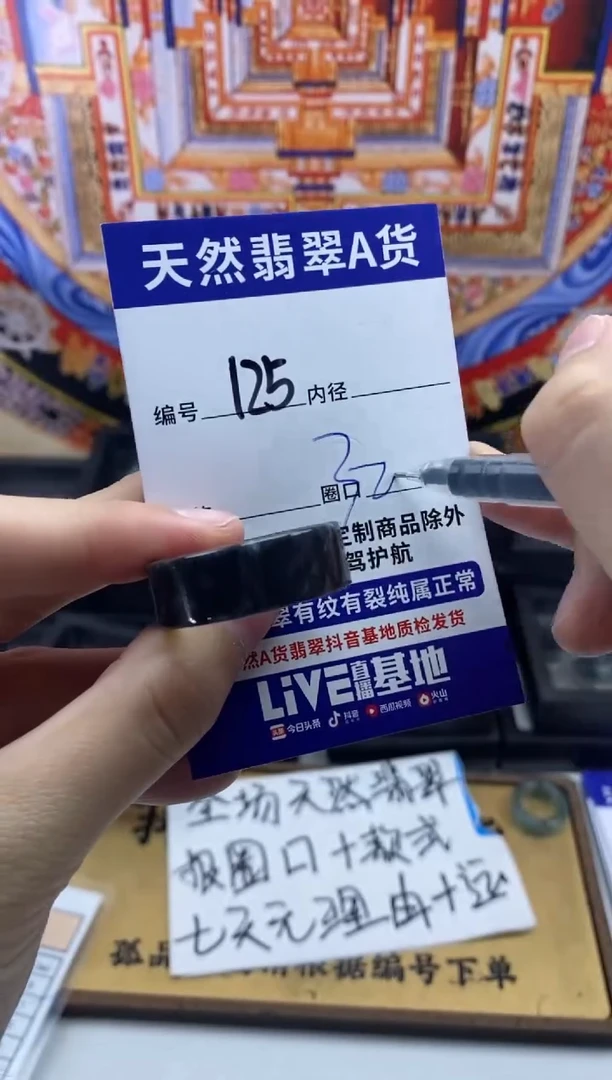 天然翡翠A货
编号 125 内径
圈口
定制商品除外
驾护航
翠有纹有裂纯属正常
然A货翡翠抖音基地质检发货
LiVE直播基地
头条 今日头条 抖音 西瓜视频 火山
全场天然翡翠
报圈口+款式
七天无理由+运
根据编号下单